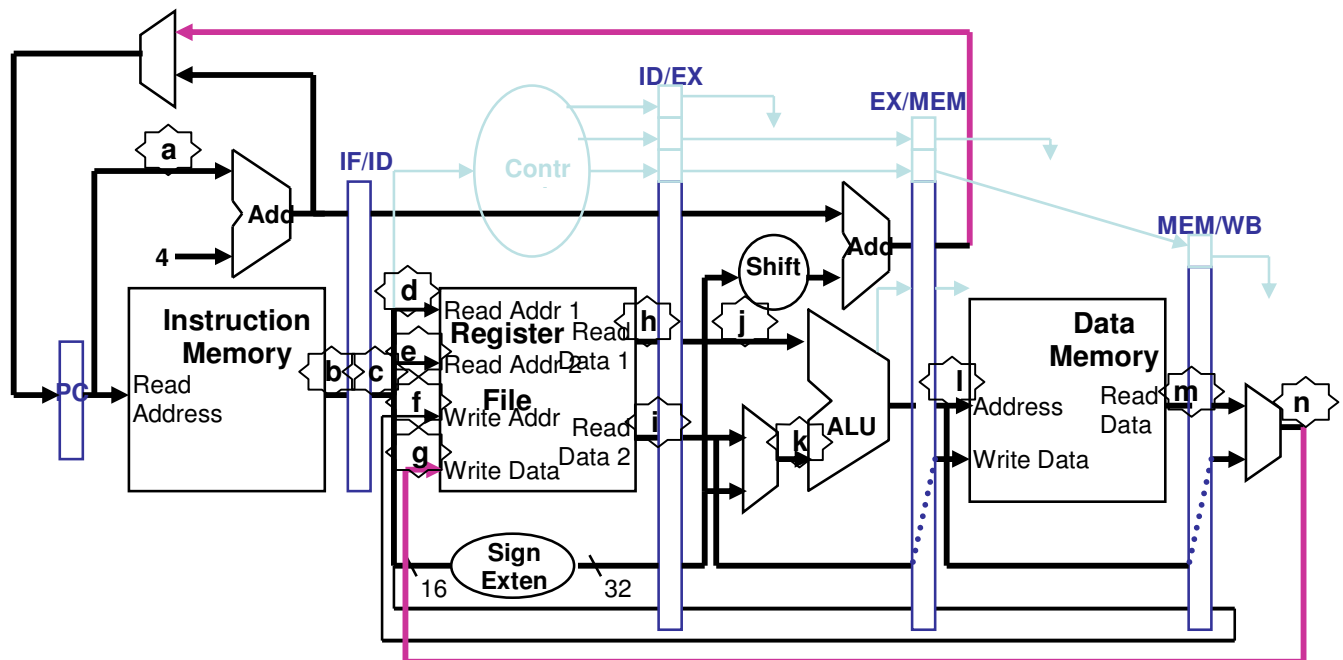 ID/EX
EX/MEM
a
IF/ID
Contr
Add
MEM/WB
4
Shift
Add
Instruction
Memory
PC
Read
Address
b
c
d
e
f
g
Read Addr 1
Register
Read Addr 2
File
Write Addr
Write Data
Read
Data 1
Read
Data 2
h
i
j
k
ALU
l
Data
Memory
Address
Read
Data
Write Data
m
n
Sign
Exten
16
32